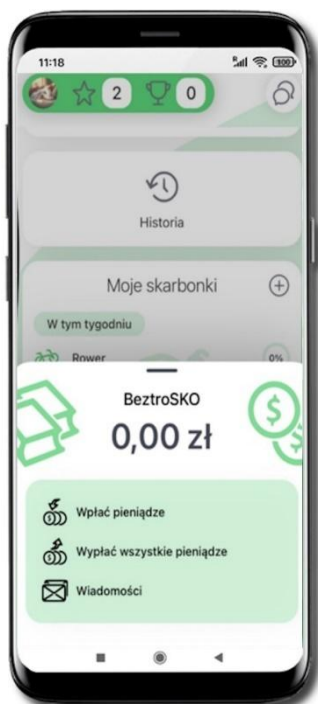 11:18
100
2 0
Historia
Moje skarbonki
W tym tygodniu
Rower 0%
BeztroSKO
0,00 zł
Wpłać pieniądze
Wypłać wszystkie pieniądze
Wiadomości